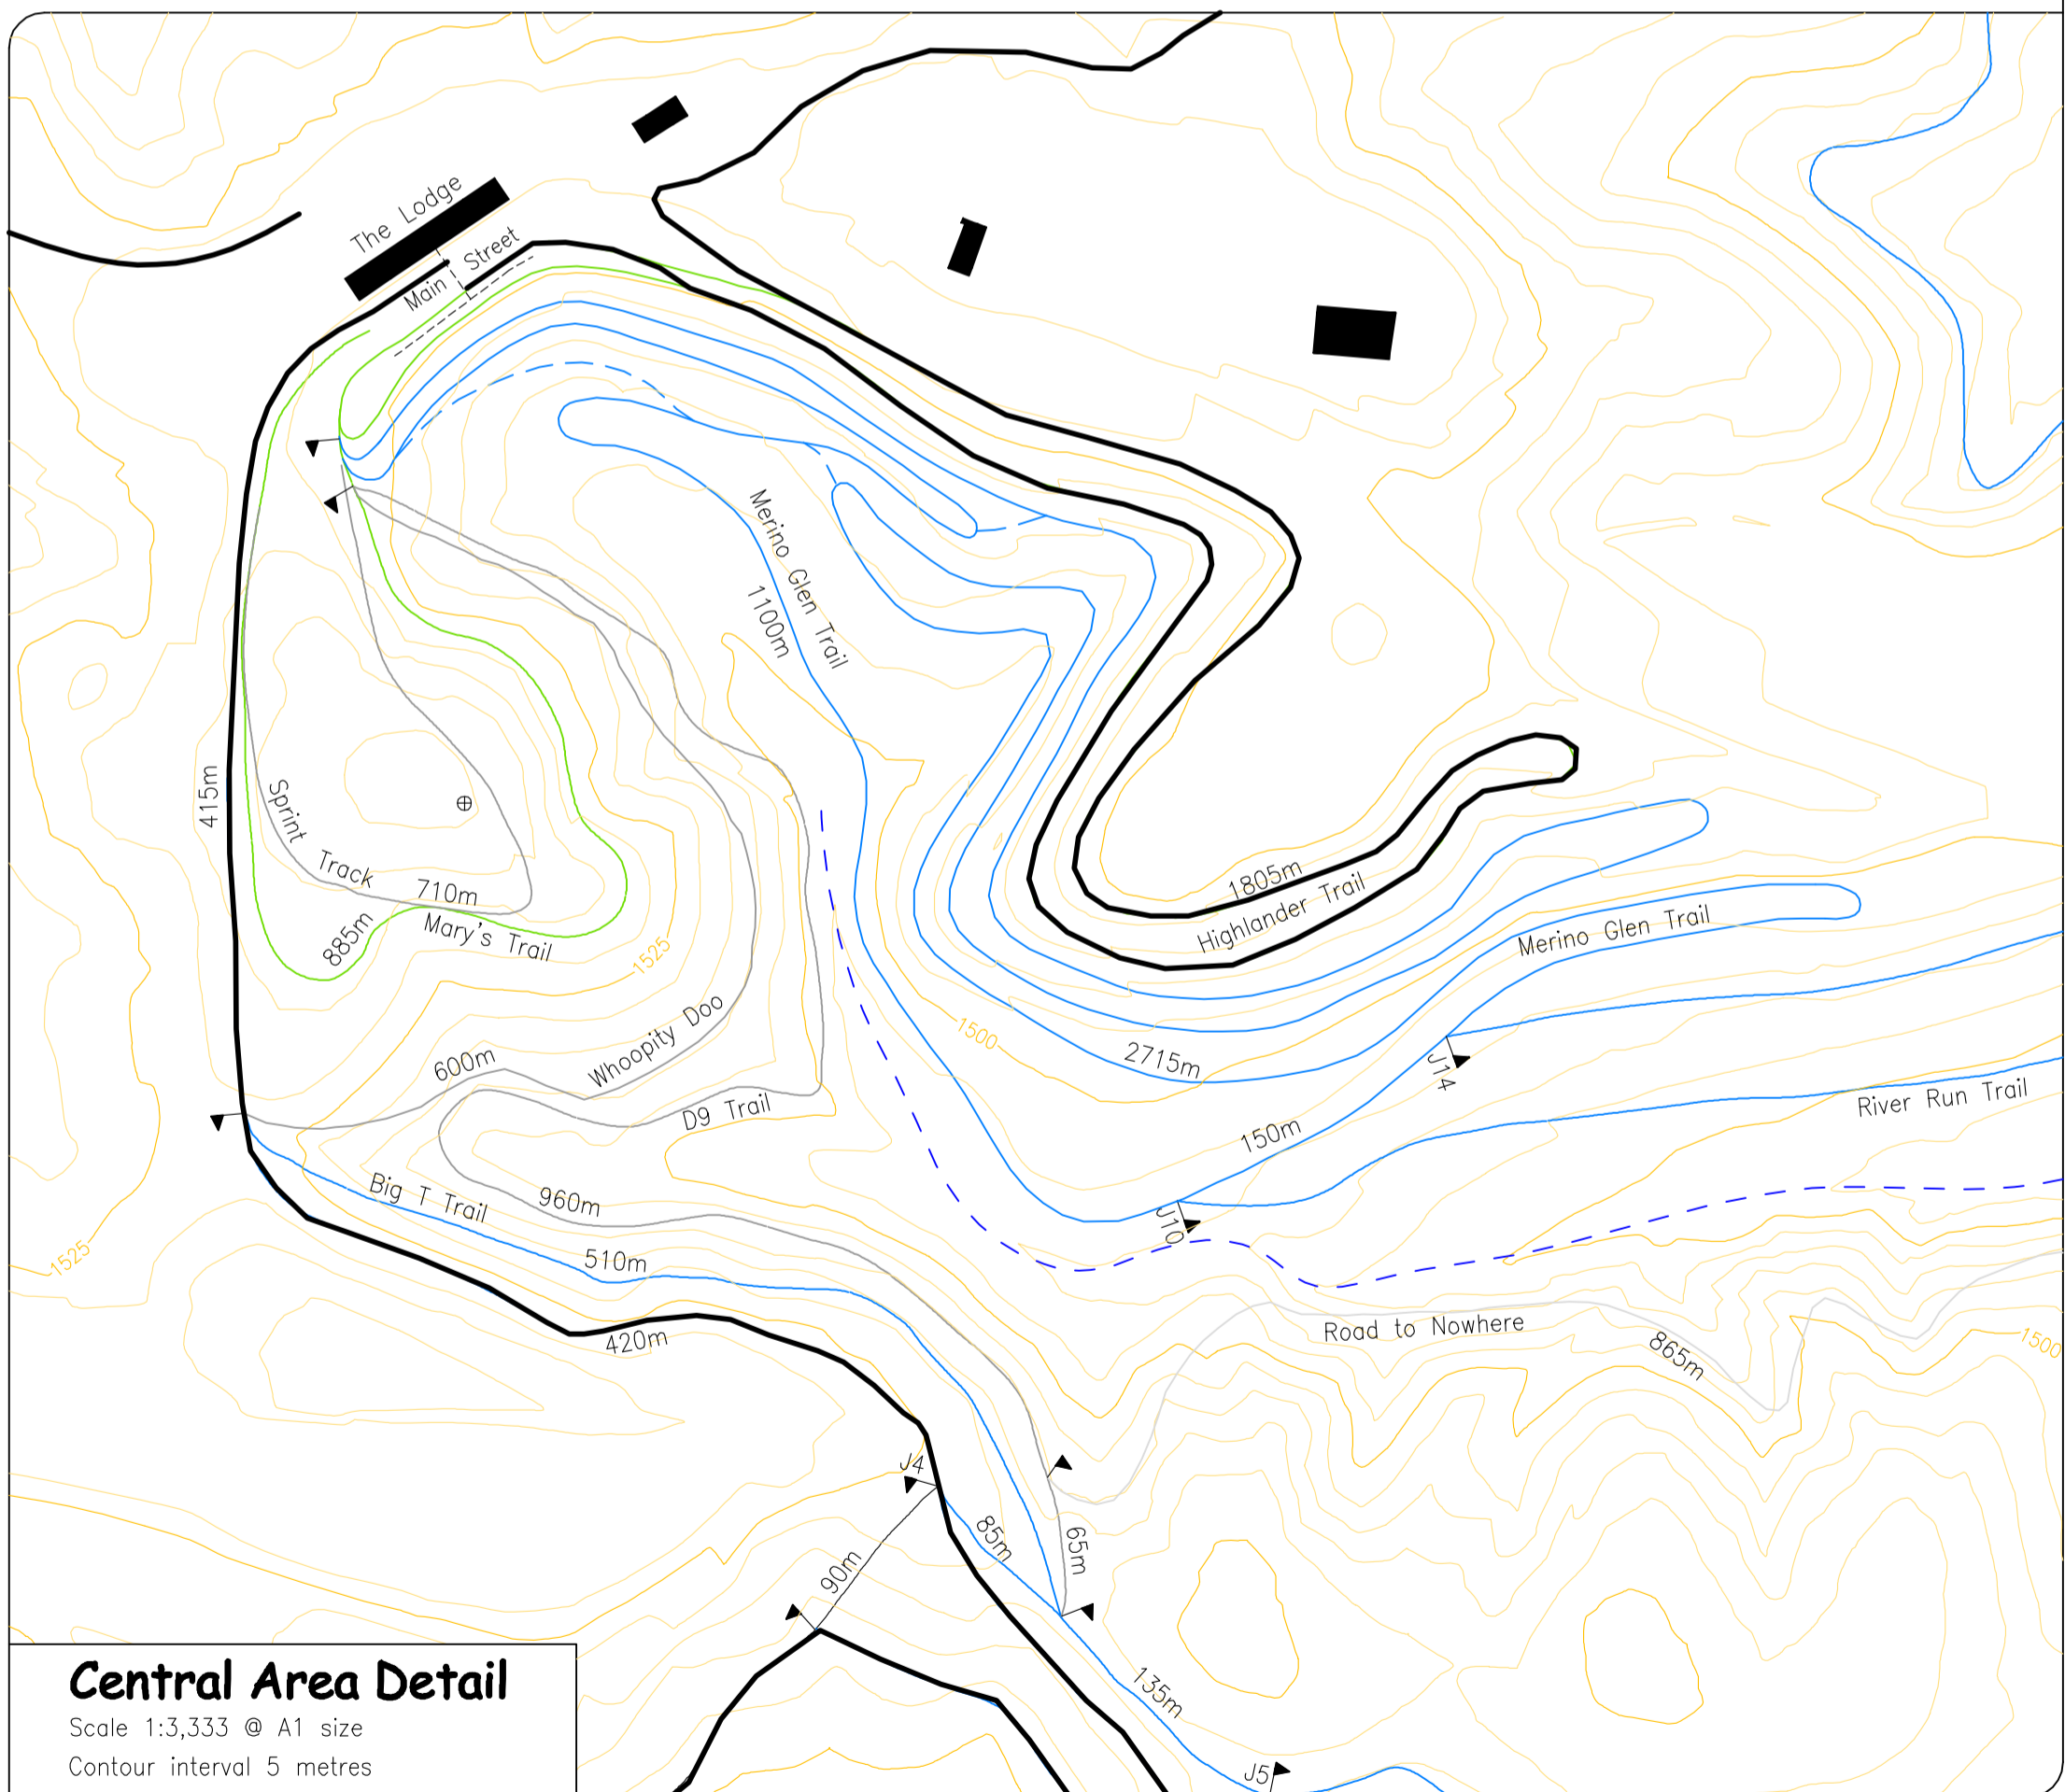 The Lodge
Main Street
Merino Glen Trail
1100m
415m
Sprint Track
710m
885m
Mary's Trail
1525
1805m
Highlander Trail
Merino Glen Trail
1500
2715m
J14
Whoopity Doo
600m
D9 Trail
150m
River Run Trail
Big T Trail
960m
J10
1525
510m
420m
Road to Nowhere
865m
1500
J4
85m
65m
90m
135m
J5
Central Area Detail
Scale 1:3,333 @ A1 size
Contour interval 5 metres